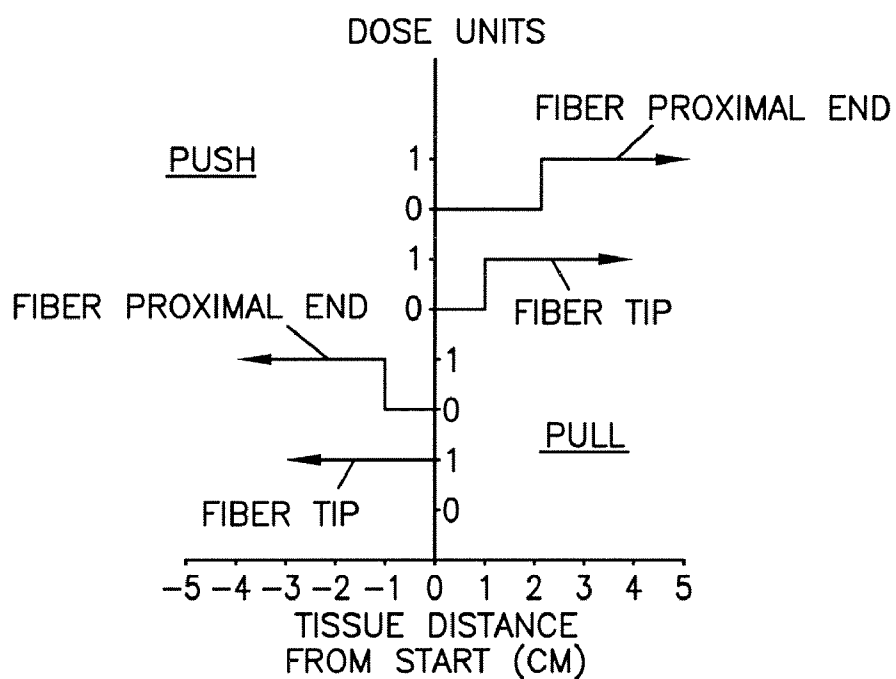 DOSE UNITS
FIBER PROXIMAL END
PUSH
1
0
1
0
FIBER PROXIMAL END
FIBER TIP
1
0
PULL
1
FIBER TIP
0
-5 -4 -3 -2 -1 0 1 2 3 4 5
TISSUE DISTANCE
FROM START (CM)